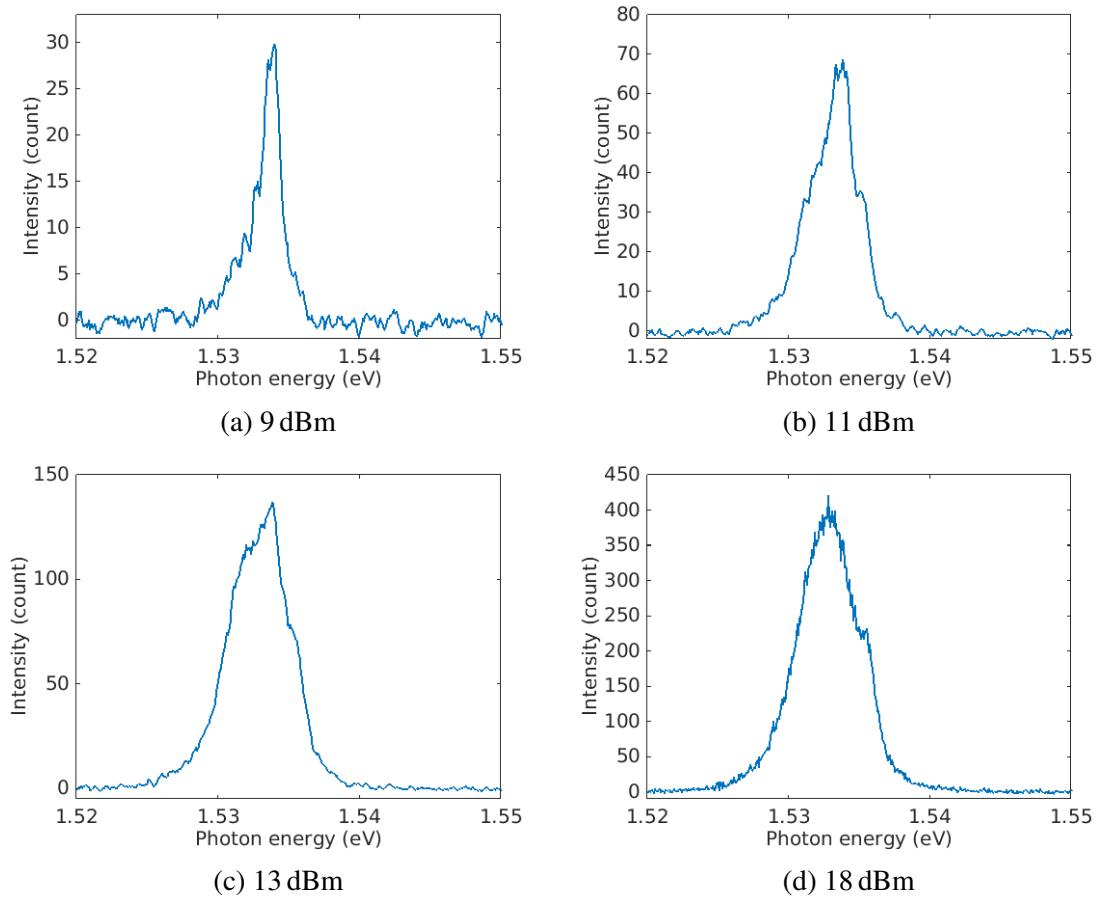 30
25
20
15
10
5
0
Intensity (count)
1.52 1.53 1.54 1.55
Photon energy (eV)
(a) 9 dBm
80
70
60
50
40
30
20
10
0
Intensity (count)
1.52 1.53 1.54 1.55
Photon energy (eV)
(b) 11 dBm
150
100
50
0
Intensity (count)
1.52 1.53 1.54 1.55
Photon energy (eV)
(c) 13 dBm
450
400
350
300
250
200
150
100
50
0
Intensity (count)
1.52 1.53 1.54 1.55
Photon energy (eV)
(d) 18 dBm